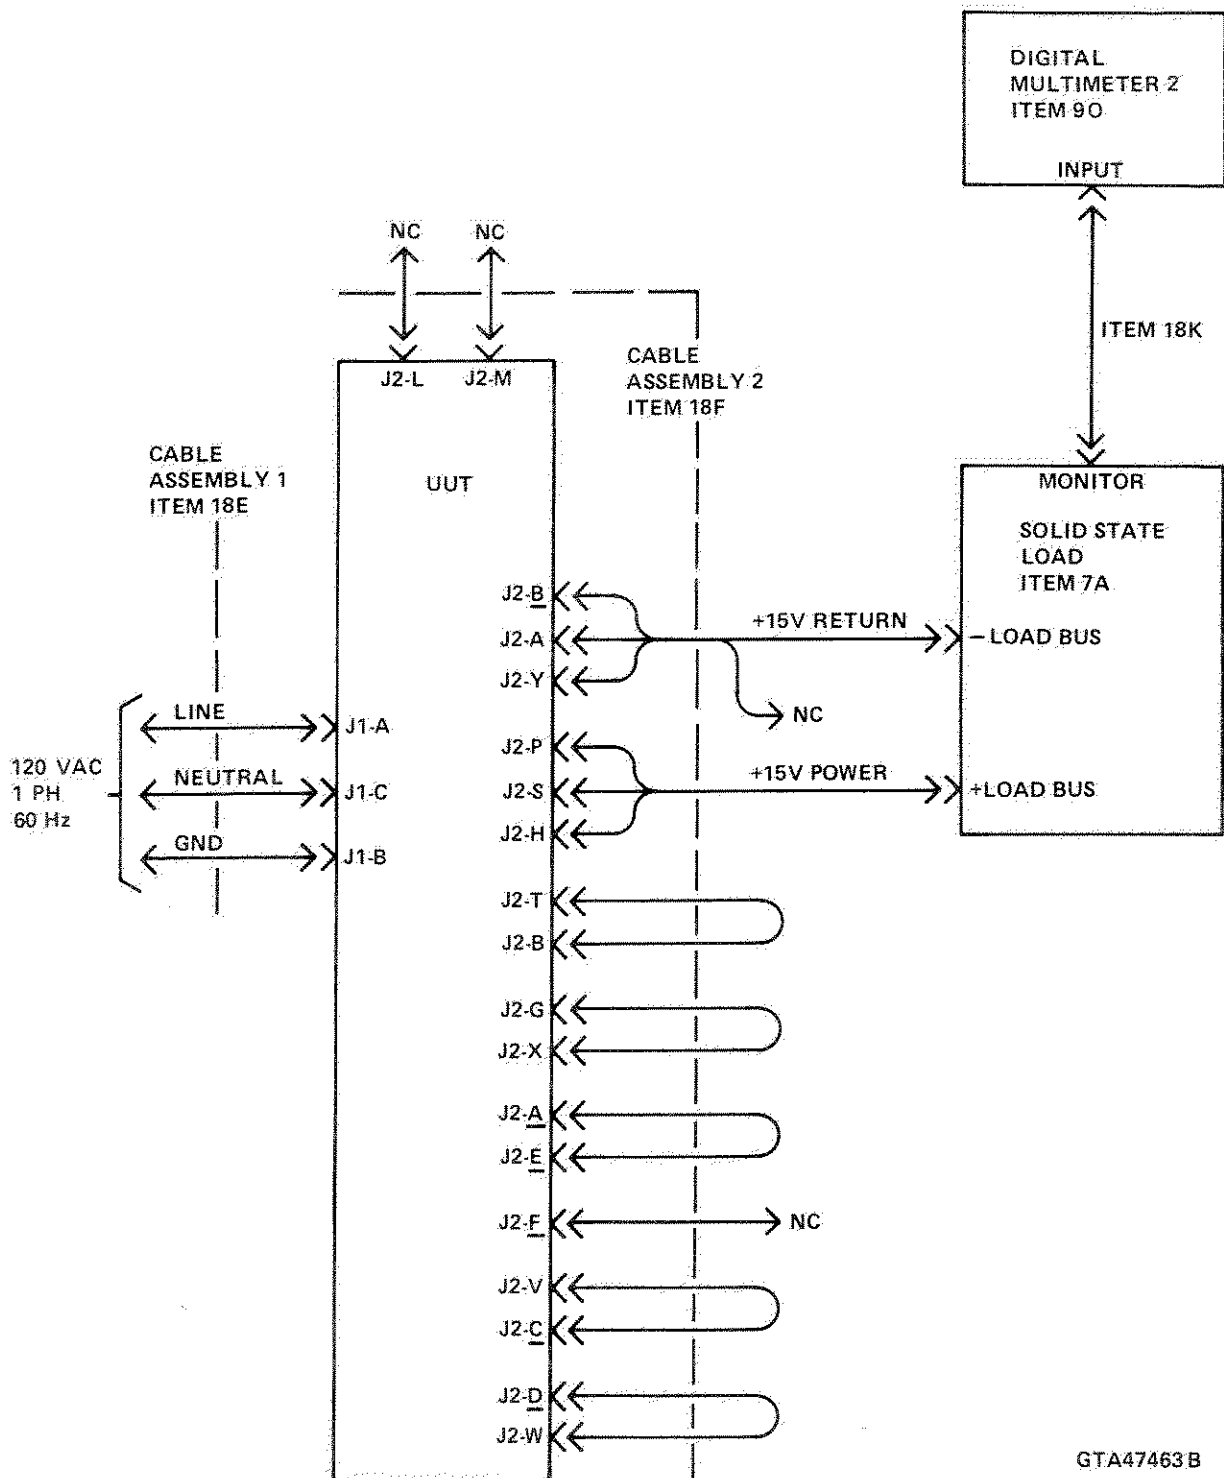 DIGITAL
MULTIMETER 2
ITEM 9O
INPUT
NC NC
ITEM 18K
J2-L J2-M
CABLE
ASSEMBLY 2
ITEM 18F
CABLE
ASSEMBLY 1
ITEM 18E
UUT
MONITOR
SOLID STATE
LOAD
ITEM 7A
J2-B
J2-A
J2-Y
+15V RETURN
-LOAD BUS
NC
J2-P
J2-S
J2-H
+15V POWER
+LOAD BUS
120 VAC
1 PH
60 Hz
LINE
NEUTRAL
GND
J1-A
J1-C
J1-B
J2-T
J2-B
J2-G
J2-X
J2-A
J2-E
J2-F
NC
J2-V
J2-C
J2-D
J2-W
GTA47463B